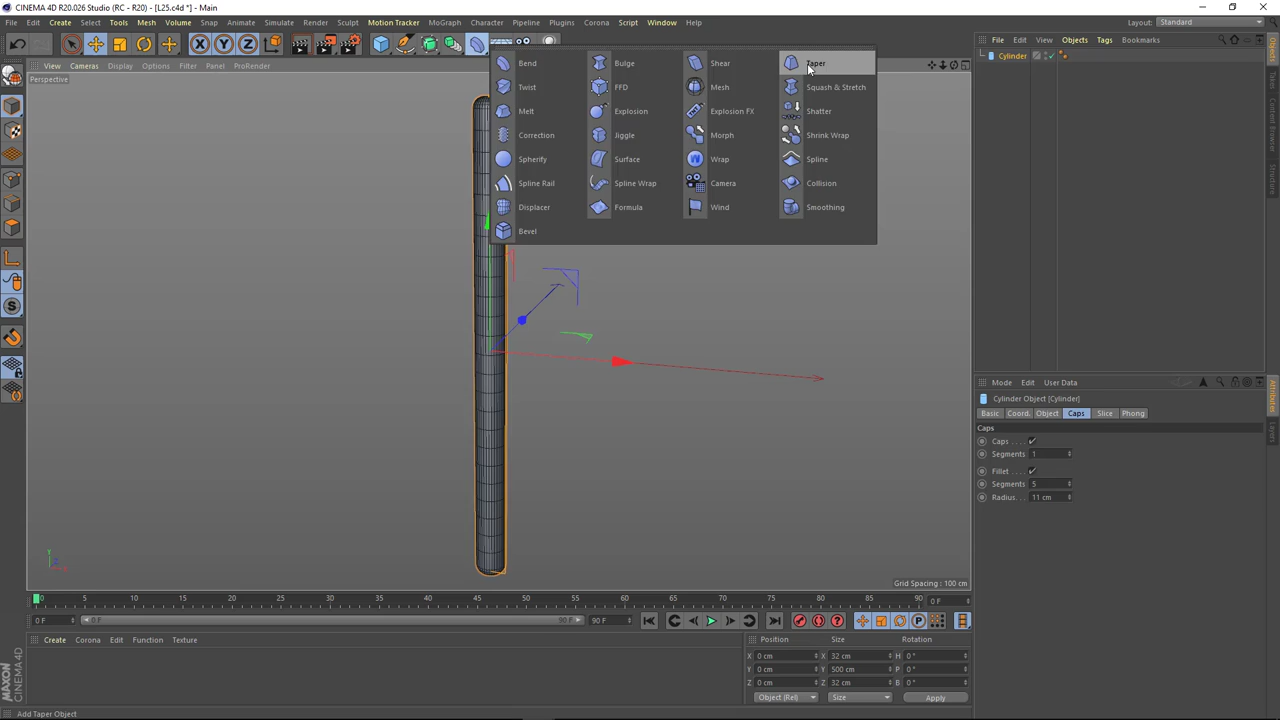 CINEMA 4D R20.026 Studio (RC - R20) - [L25.c4d *] - Main
File Edit Create Select Tools Mesh Volume Snap Animate Simulate Render Sculpt Motion Tracker MoGraph Character Pipeline Plugins Corona Script Window Help Layout: Standard
View Cameras Display Options Filter Panel ProRender
Perspective
Bend Bulge Shear Taper
Twist FFD Mesh Squash & Stretch
Melt Explosion Explosion FX Shatter
Correction Jiggle Morph Shrink Wrap
Spherify Surface Wrap Spline
Spline Rail Spline Wrap Camera Collision
Displacer Formula Wind Smoothing
Bevel
File Edit View Objects Tags Bookmarks
Cylinder
Objects
Content Browser
Structure
Mode Edit User Data
Cylinder Object [Cylinder]
Basic Coord. Object Caps Slice Phong
Caps
Caps . . . .
Segments 1
Fillet . . . .
Segments 5
Radius. . . 11 cm
Attributes
Layers
Grid Spacing : 100 cm
0 5 10 15 20 25 30 35 40 45 50 55 60 65 70 75 80 85 90 0 F
0 F 0 F 90 F 90 F
Create Corona Edit Function Texture
Position Size Rotation
X 0 cm X 32 cm H 0 °
Y 0 cm Y 500 cm P 0 °
Z 0 cm Z 32 cm B 0 °
Object (Rel) Size Apply
MAXON CINEMA 4D
Add Taper Object